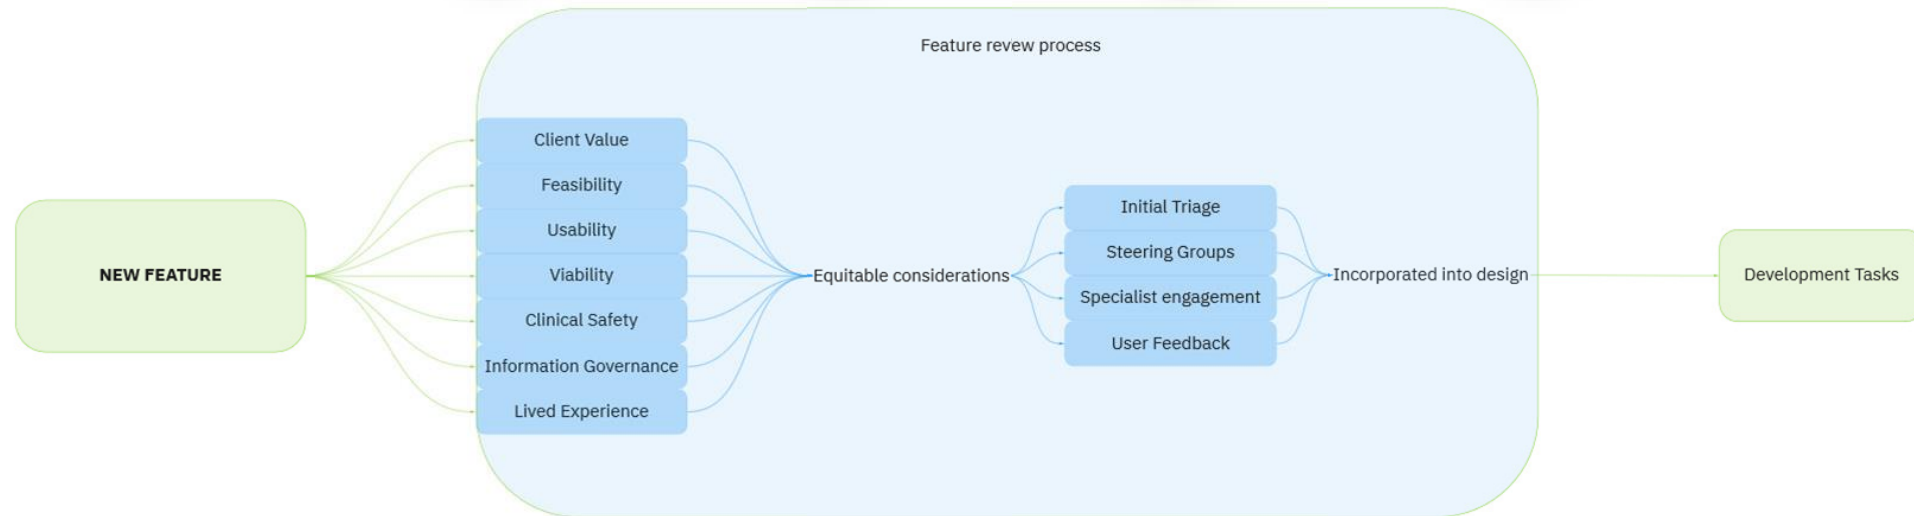 Feature revew process
NEW FEATURE
Client Value
Feasibility
Usability
Viability
Clinical Safety
Information Governance
Lived Experience
Equitable considerations
Initial Triage
Steering Groups
Specialist engagement
User Feedback
Incorporated into design
Development Tasks